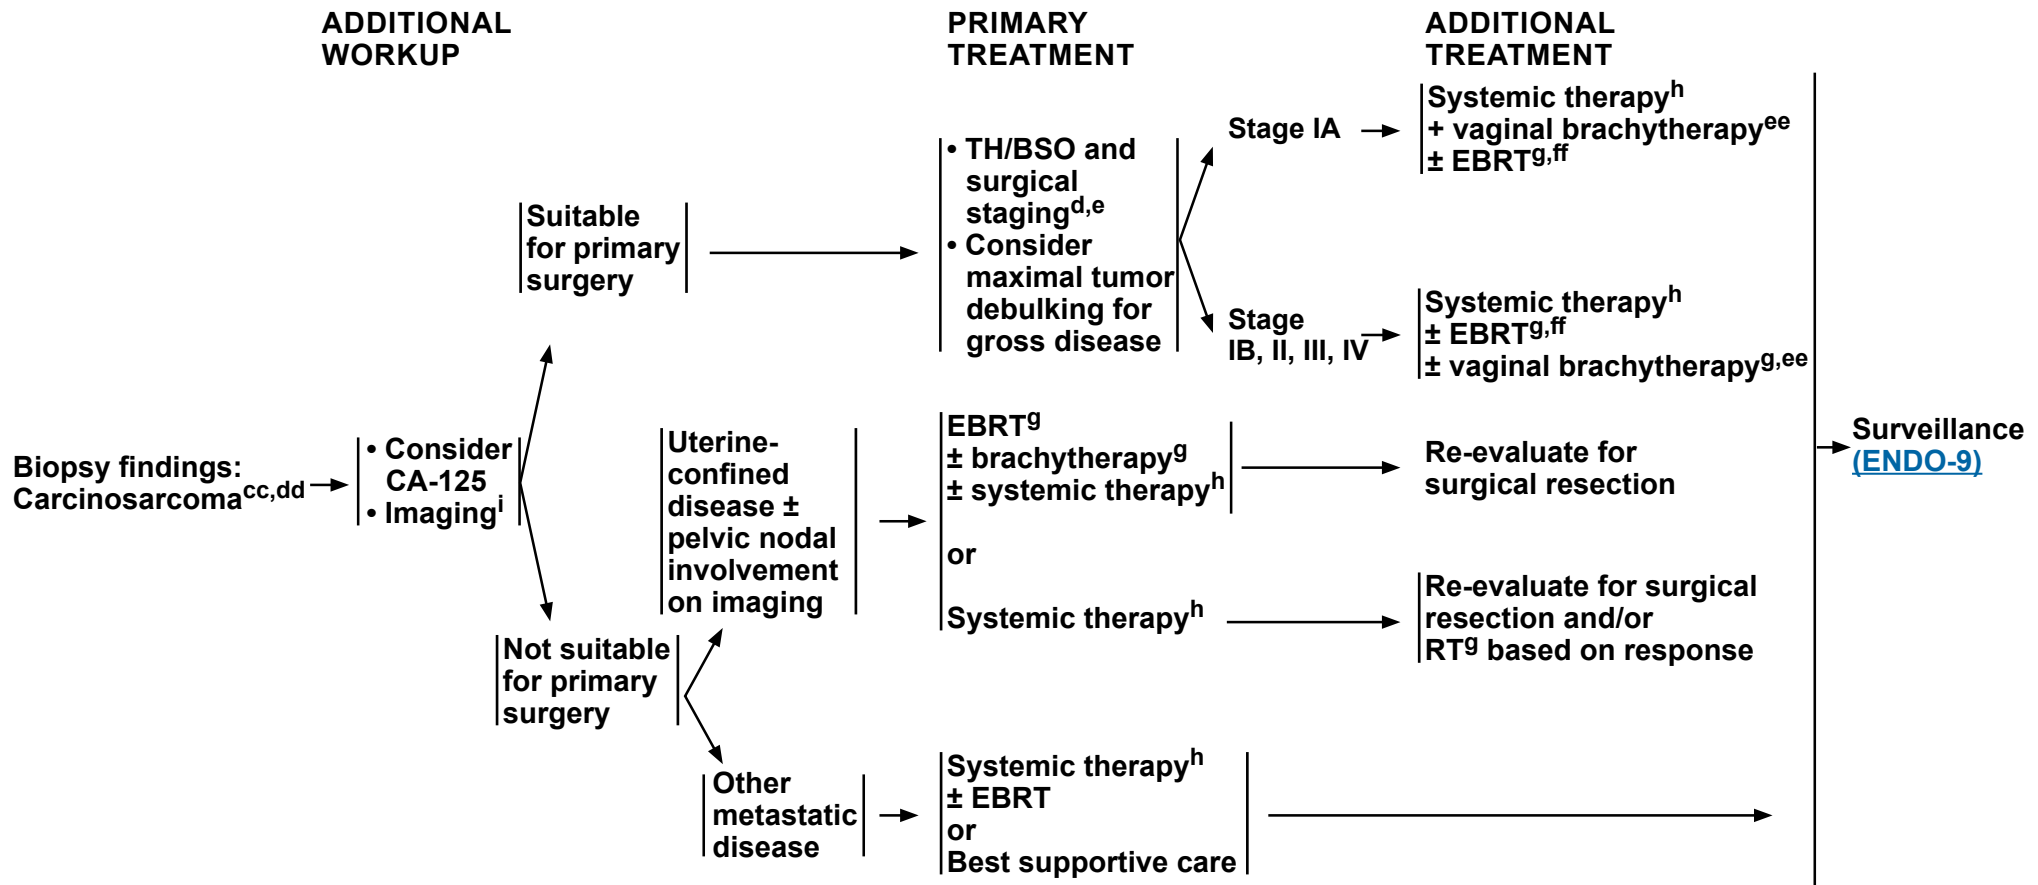 ADDITIONAL
WORKUP
PRIMARY
TREATMENT
ADDITIONAL
TREATMENT
Biopsy findings:
Carcinosarcomacc,dd
• Consider
CA-125
• Imagingi
Suitable
for primary
surgery
• TH/BSO and
surgical
stagingd,e
• Consider
maximal tumor
debulking for
gross disease
Stage IA
Systemic therapyh
+ vaginal brachytherapyee
± EBRTg,ff
Stage
IB, II, III, IV
Systemic therapyh
± EBRTg,ff
± vaginal brachytherapyg,ee
Not suitable
for primary
surgery
Uterine-
confined
disease ±
pelvic nodal
involvement
on imaging
EBRTg
± brachytherapyg
± systemic therapyh
or
Systemic therapyh
Re-evaluate for
surgical resection
Re-evaluate for surgical
resection and/or
RTg based on response
Other
metastatic
disease
Systemic therapyh
± EBRT
or
Best supportive care
Surveillance
(ENDO-9)